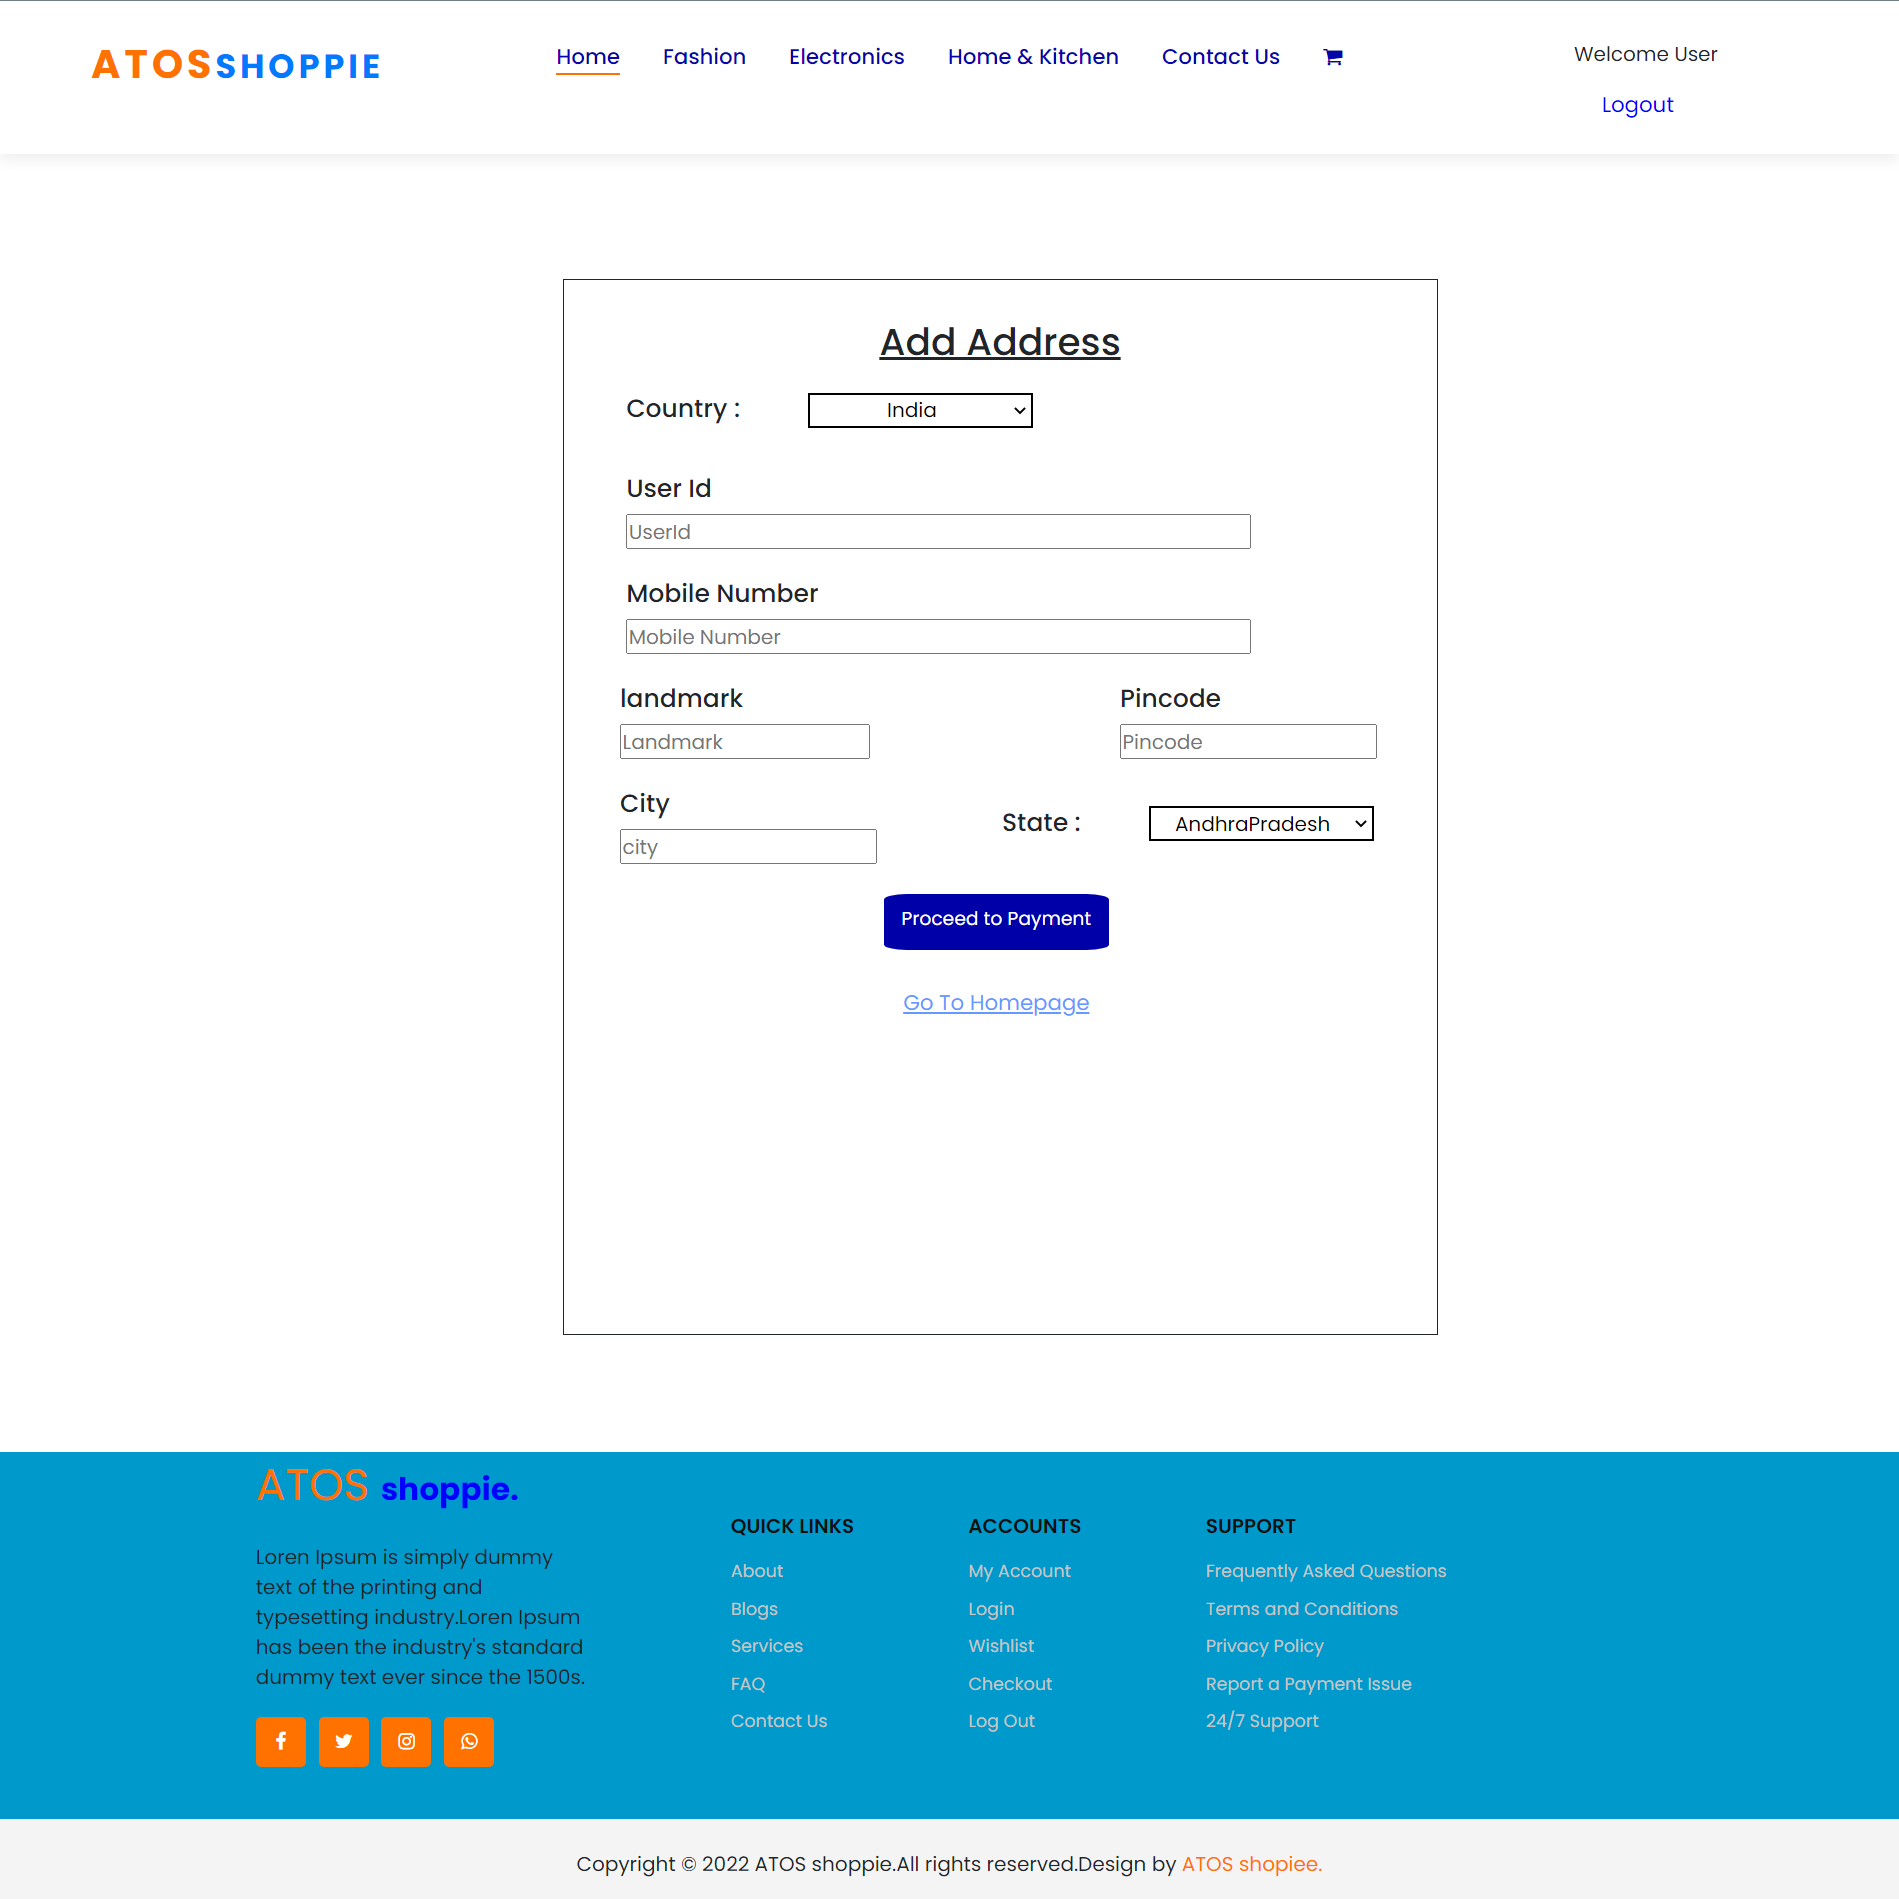 ATOSSHOPPIE
Home Fashion Electronics Home & Kitchen Contact Us
Welcome User
Logout
Add Address
Country : India
User Id
UserId
Mobile Number
Mobile Number
landmark Pincode
Landmark Pincode
City
State : AndhraPradesh
city
Proceed to Payment
Go To Homepage
ATOS shoppie.
Loren Ipsum is simply dummy
text of the printing and
typesetting industry.Loren Ipsum
has been the industry's standard
dummy text ever since the 1500s.
QUICK LINKS
About
Blogs
Services
FAQ
Contact Us
ACCOUNTS
My Account
Login
Wishlist
Checkout
Log Out
SUPPORT
Frequently Asked Questions
Terms and Conditions
Privacy Policy
Report a Payment Issue
24/7 Support
Copyright © 2022 ATOS shoppie.All rights reserved.Design by ATOS shopiee.